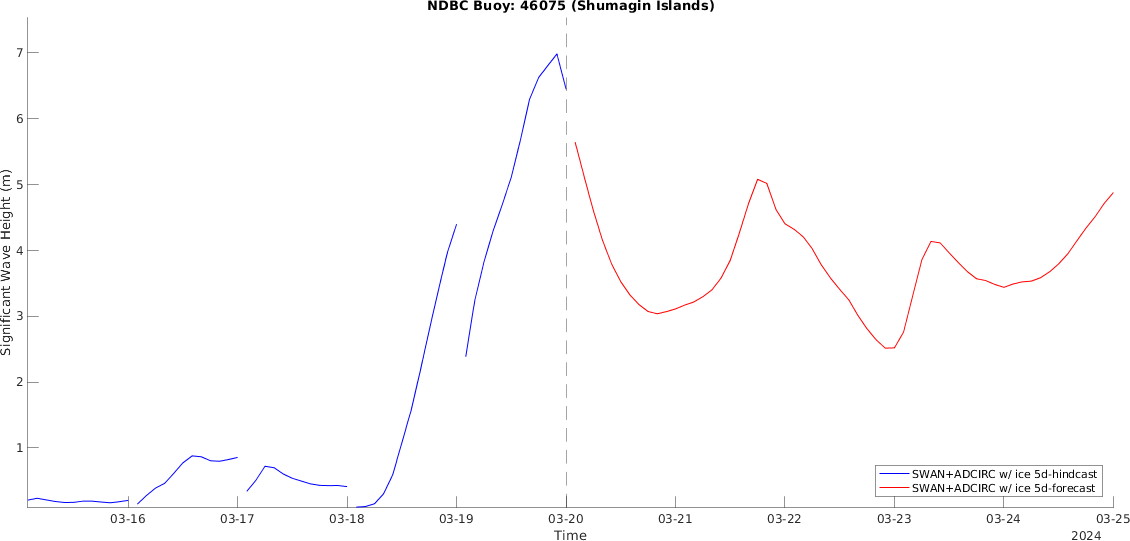 NDBC Buoy: 46075 (Shumagin Islands)
7
6
5
4
3
2
1
Significant Wave Height (m)
SWAN+ADCIRC w/ ice 5d-hindcast
SWAN+ADCIRC w/ ice 5d-forecast
03-16 03-17 03-18 03-19 03-20 03-21 03-22 03-23 03-24 03-25
Time
2024